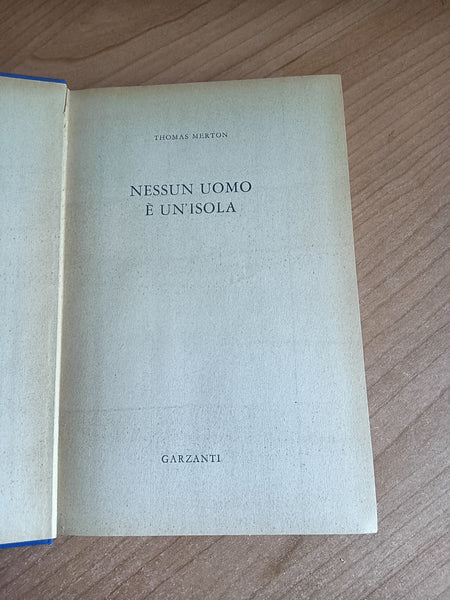 THOMAS MERTON
NESSUN UOMO
È UN'ISOLA
GARZANTI